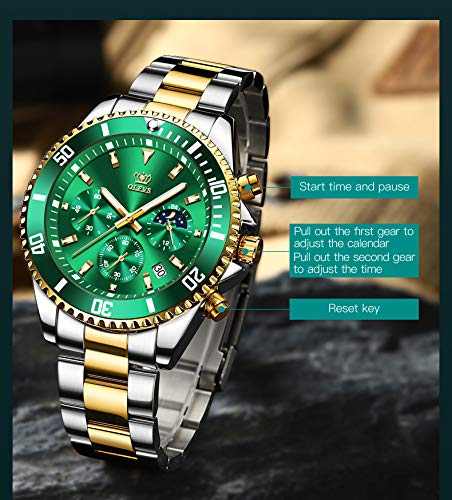 Start time and pause
Pull out the first gear to
adjust the calendar
Pull out the second gear
to adjust the time
Reset key
OLEVS
10
20
30
40
50